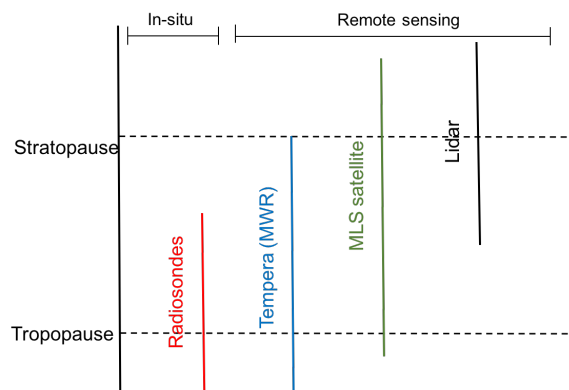 In-situ
Remote sensing
Stratopause
Tropopause
Radiosondes
Tempera (MWR)
MLS satellite
Lidar